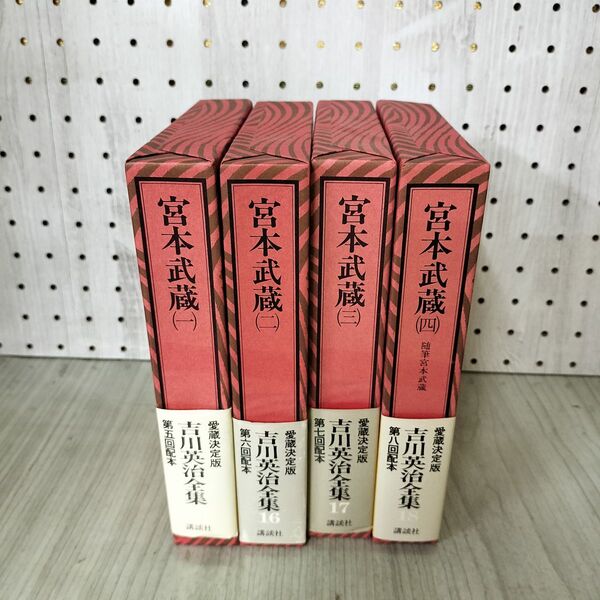 宮本武蔵(一)
愛蔵決定版
吉川英治全集
第五回配本
講談社
宮本武蔵(二)
愛蔵決定版
吉川英治全集
16
第六回配本
講談社
宮本武蔵(三)
愛蔵決定版
吉川英治全集
17
第七回配本
講談社
宮本武蔵(四)
随筆宮本武蔵
愛蔵決定版
吉川英治全集
18
第八回配本
講談社